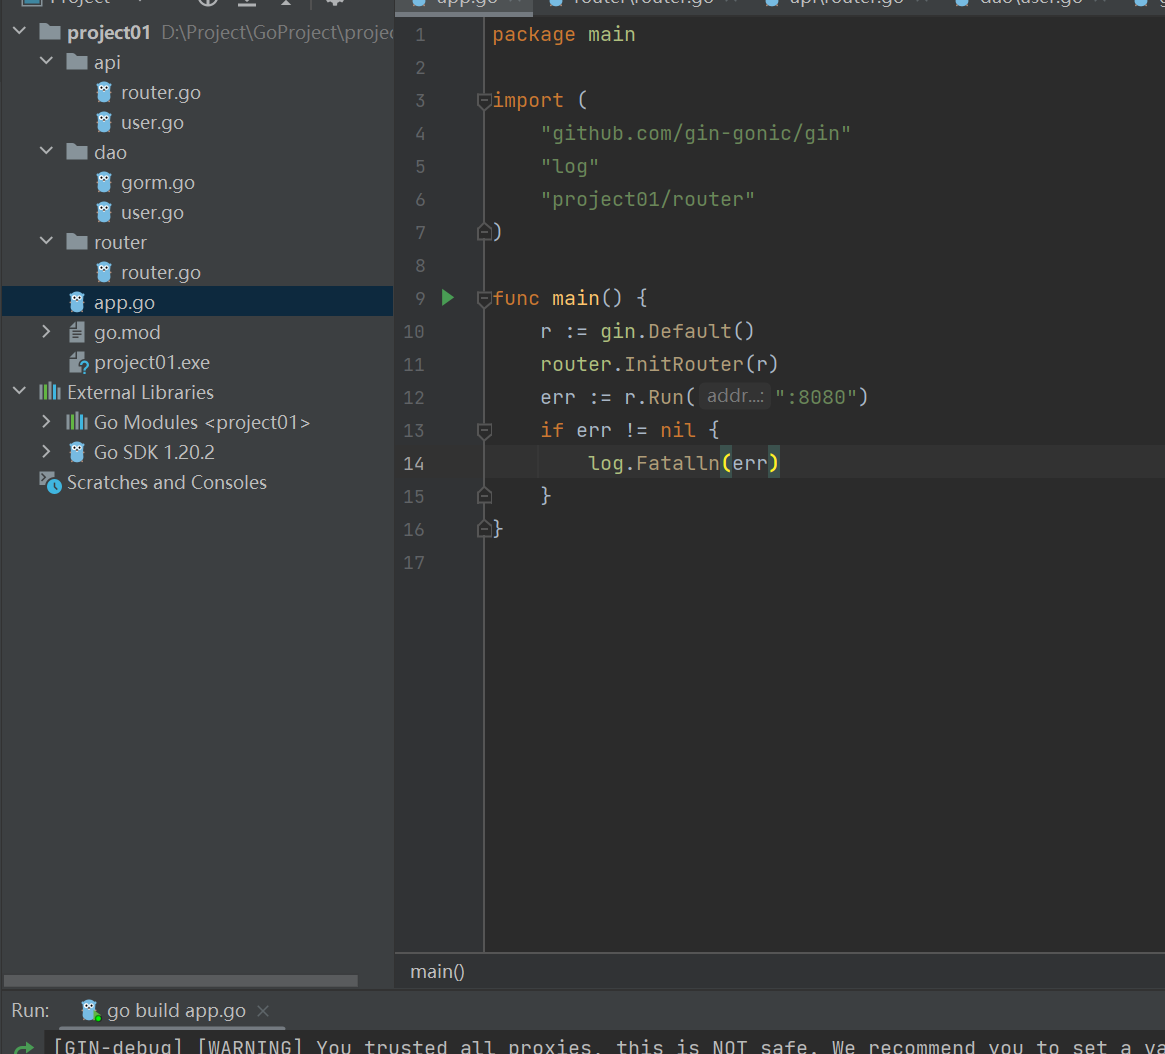 Project
project01 D:\Project\GoProject\projec
api
router.go
user.go
dao
gorm.go
user.go
router
router.go
app.go
go.mod
project01.exe
External Libraries
Go Modules <project01>
Go SDK 1.20.2
Scratches and Consoles
app.go router\router.go api\router.go dao\user.go
1 package main
2
3 import (
4 "github.com/gin-gonic/gin"
5 "log"
6 "project01/router"
7 )
8
9 func main() {
10 r := gin.Default()
11 router.InitRouter(r)
12 err := r.Run( addr...: ":8080")
13 if err != nil {
14 log.Fatalln(err)
15 }
16 }
17
main()
Run: go build app.go
[GIN-debug] [WARNING] You trusted all proxies, this is NOT safe. We recommend you to set a va